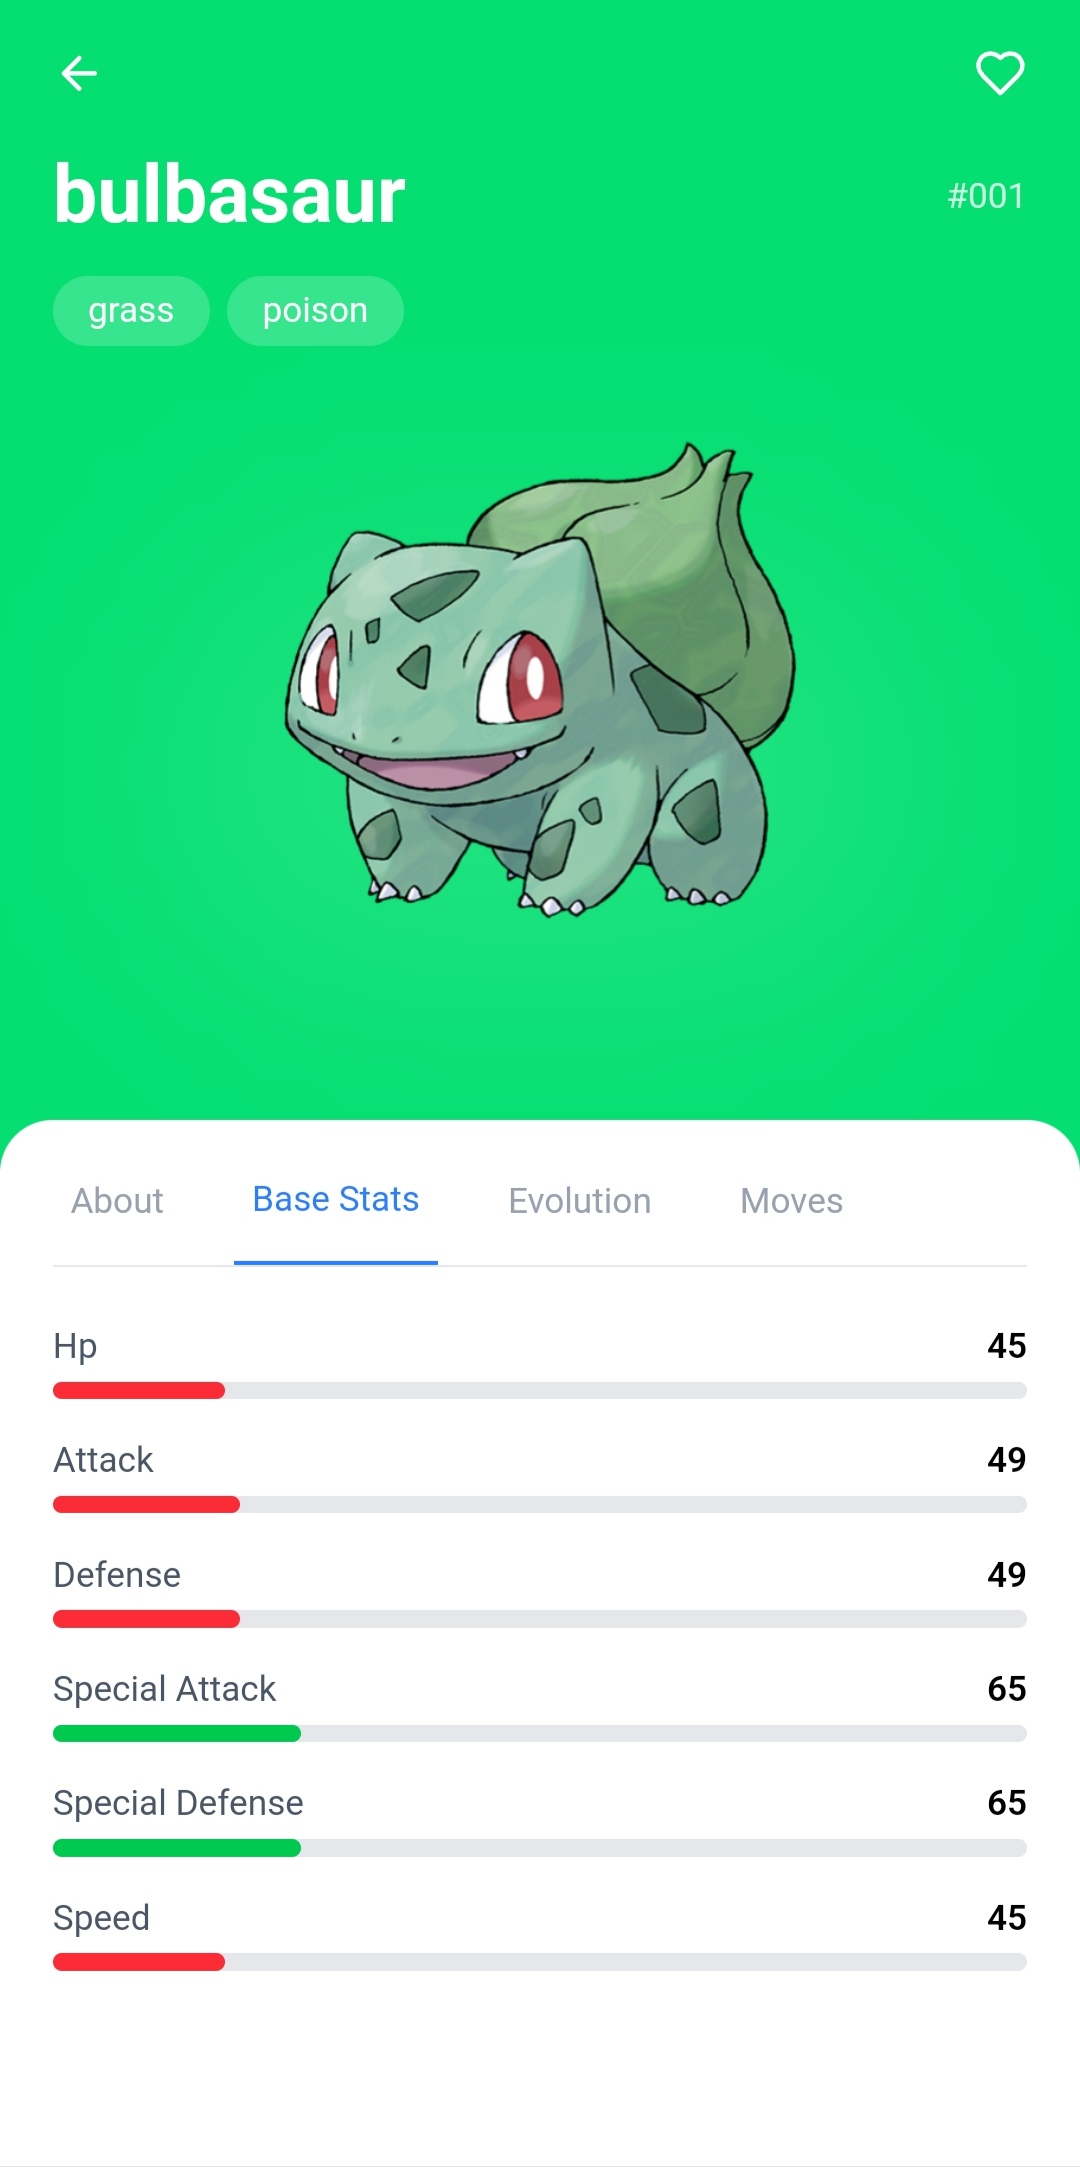 bulbasaur
#001
grass poison
About Base Stats Evolution Moves
Hp 45
Attack 49
Defense 49
Special Attack 65
Special Defense 65
Speed 45